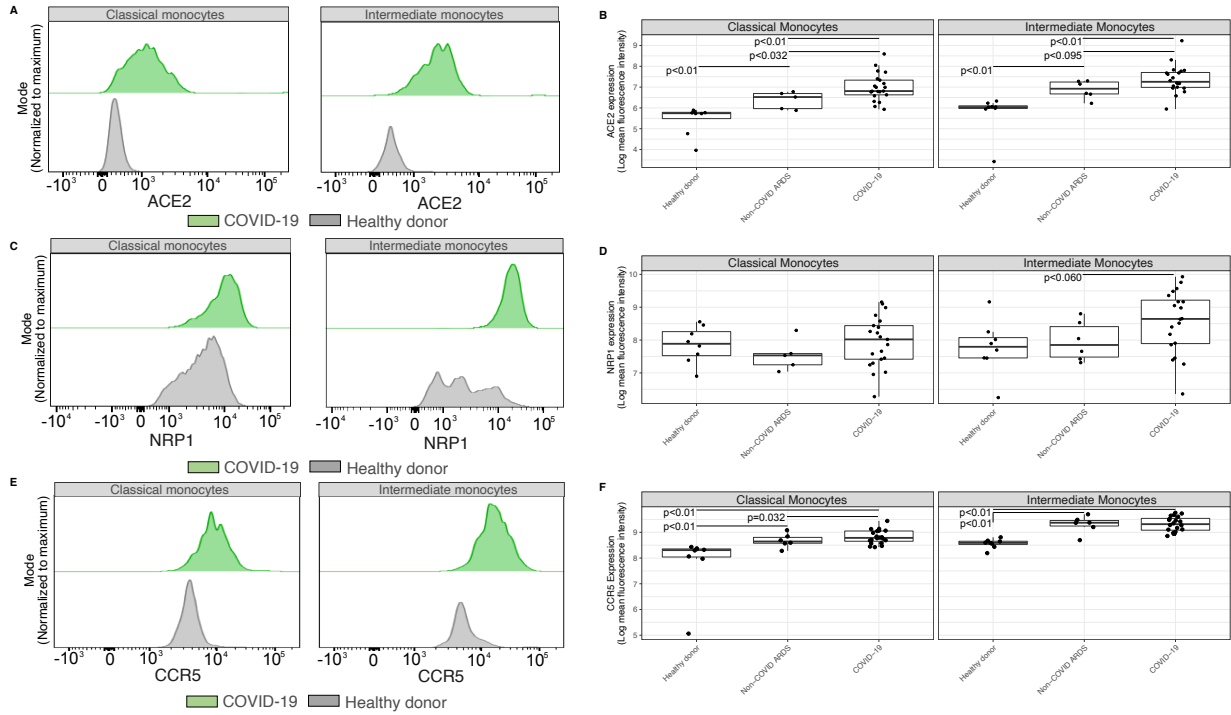 A
Classical monocytes
Intermediate monocytes
Mode
(Normalized to maximum)
-10³ 0 10³ 10⁴ 10⁵
-10³ 0 10³ 10⁴ 10⁵
ACE2
ACE2
COVID-19 Healthy donor
B
Classical Monocytes
Intermediate Monocytes
ACE2 expression
(Log mean fluorescence intensity)
9
8
7
6
5
4
p<0.01
p<0.032
p<0.01
p<0.01
p<0.095
p<0.01
Healthy donor
Non−COVID ARDS
COVID−19
Healthy donor
Non−COVID ARDS
COVID−19
C
Classical monocytes
Intermediate monocytes
Mode
(Normalized to maximum)
-10⁴ -10³ 0 10³ 10⁴ 10⁵
-10⁴ -10³ 0 10³ 10⁴ 10⁵
NRP1
NRP1
COVID-19 Healthy donor
D
Classical Monocytes
Intermediate Monocytes
NRP1 expression
(Log mean fluorescence intensity)
10
9
8
7
p<0.060
Healthy donor
Non−COVID ARDS
COVID−19
Healthy donor
Non−COVID ARDS
COVID−19
E
Classical monocytes
Intermediate monocytes
Mode
(Normalized to maximum)
-10³ 0 10³ 10⁴ 10⁵
-10³ 0 10³ 10⁴ 10⁵
CCR5
CCR5
COVID-19 Healthy donor
F
Classical Monocytes
Intermediate Monocytes
CCR5 Expression
(Log mean fluorescence intensity)
9
8
7
6
5
p<0.01
p=0.032
p<0.01
p<0.01
p<0.01
Healthy donor
Non−COVID ARDS
COVID−19
Healthy donor
Non−COVID ARDS
COVID−19